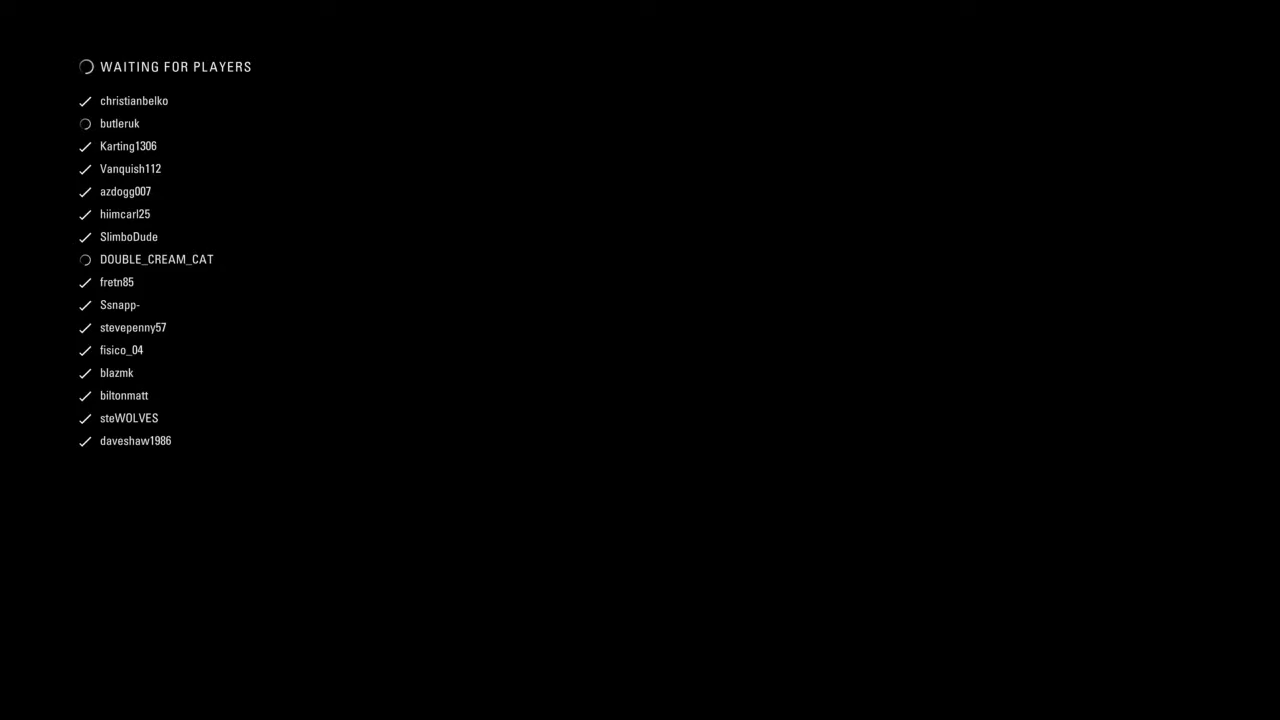 WAITING FOR PLAYERS
christianbelko
butleruk
Karting1306
Vanquish112
azdogg007
hiimcarl25
SlimboDude
DOUBLE_CREAM_CAT
fretn85
Ssnapp-
stevepenny57
fisico_04
blazmk
biltonmatt
steWOLVES
daveshaw1986